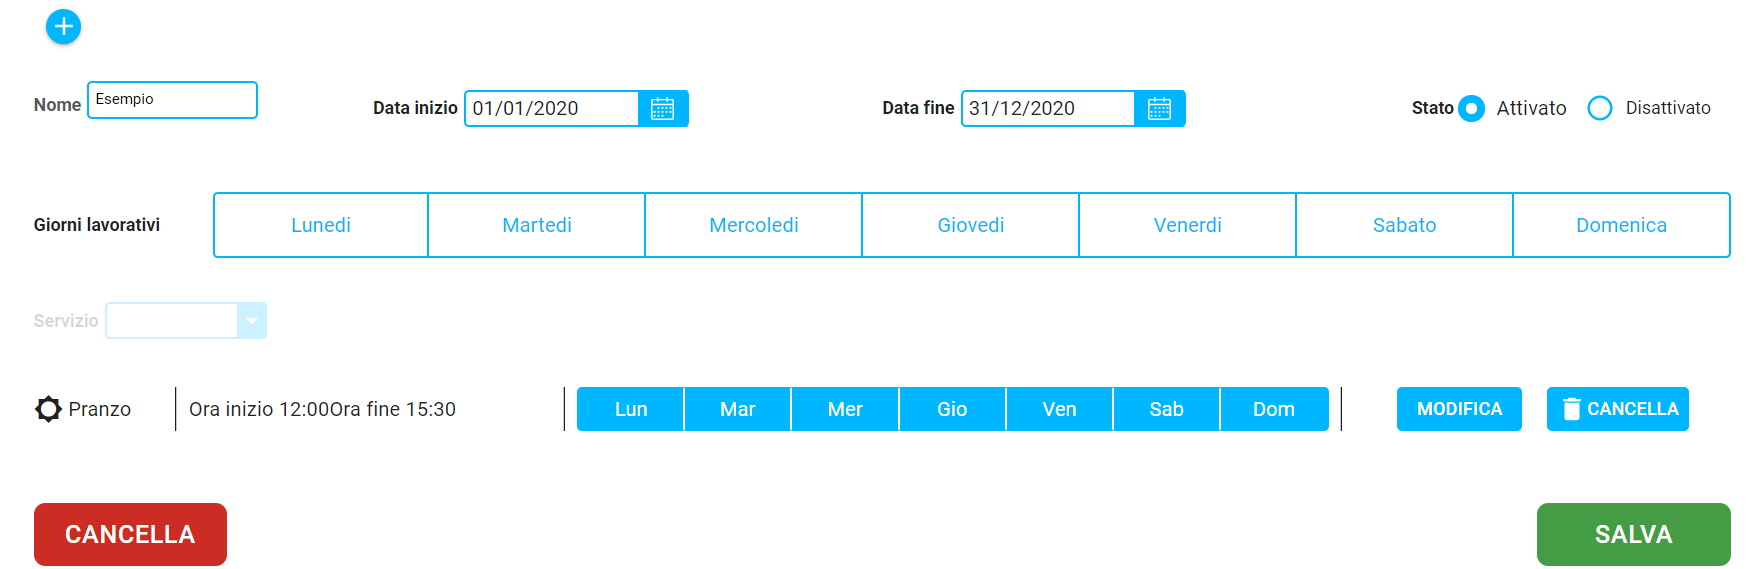 Nome Esempio Data inizio 01/01/2020 Data fine 31/12/2020 Stato Attivato Disattivato
Giorni lavorativi Lunedi Martedi Mercoledi Giovedi Venerdi Sabato Domenica
Servizio
Pranzo Ora inizio 12:00Ora fine 15:30 Lun Mar Mer Gio Ven Sab Dom MODIFICA CANCELLA
CANCELLA SALVA